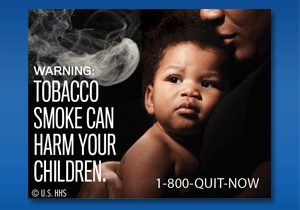 WARNING:
TOBACCO
SMOKE CAN
HARM YOUR
CHILDREN.
1-800-QUIT-NOW
© U.S. HHS